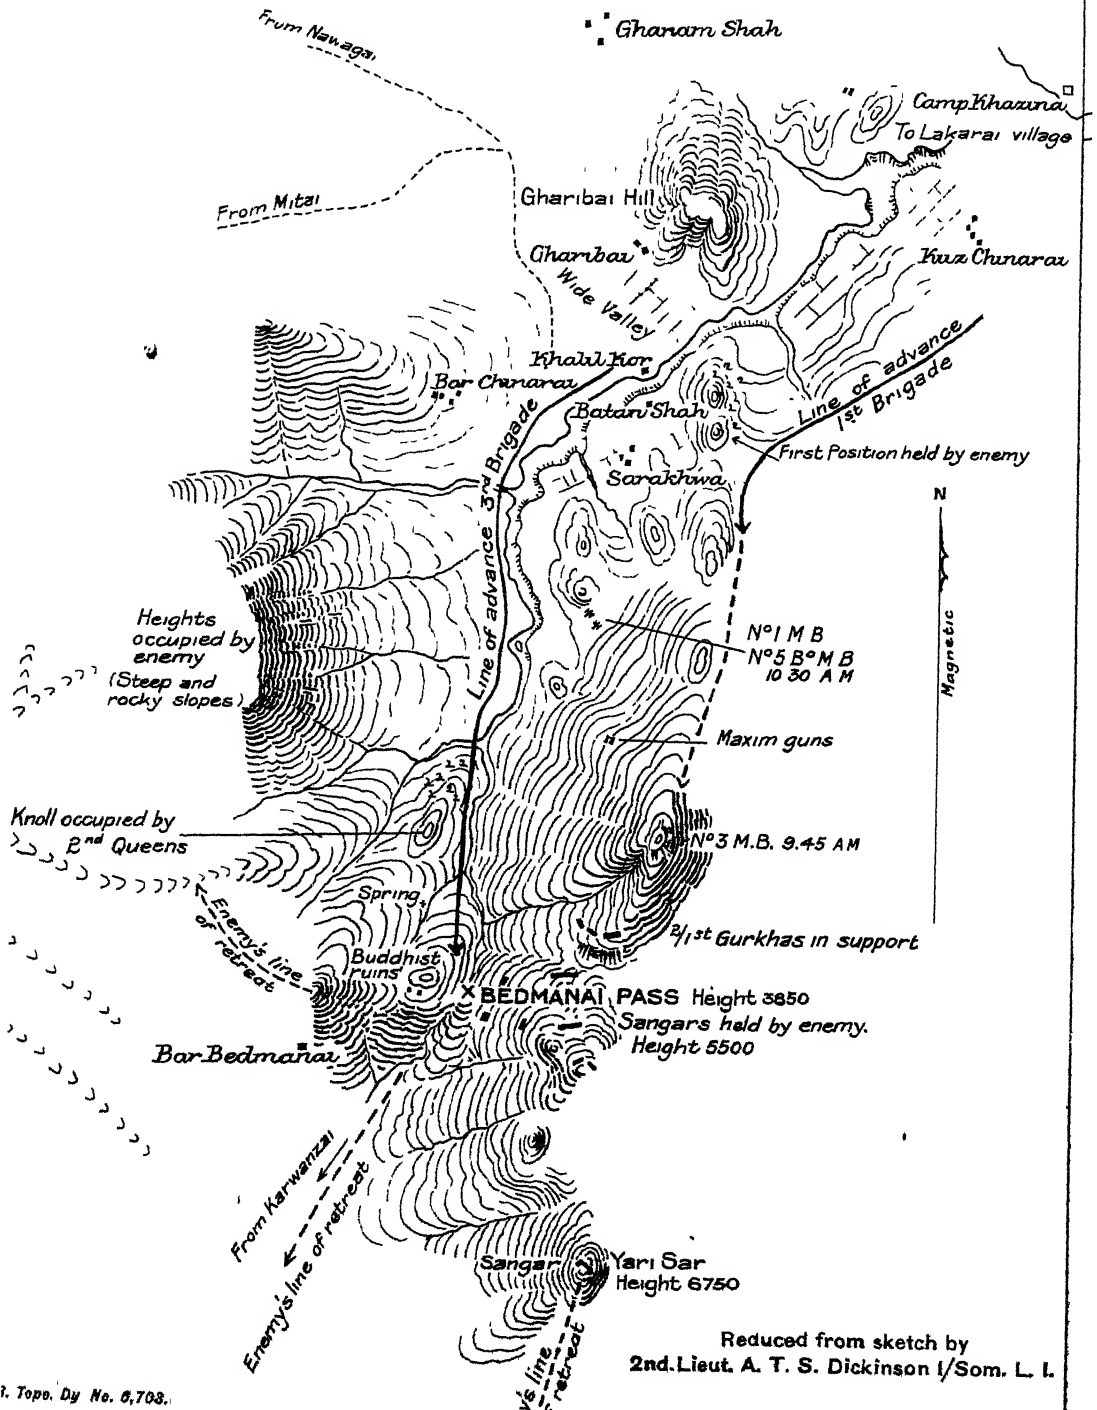 From Nawagai
Ghanam Shah
Camp Khazina
To Lakarai village
From Mitai
Gharibai Hill
Gharibai
Kuz Chinarai
Wide Valley
Khalil Kor
Bar Chinarai
Batan Shah
Line of advance
1st Brigade
First Position held by enemy
Sarakhwa
Line of advance 3rd Brigade
N
Magnetic
Heights
occupied by
enemy
(Steep and
rocky slopes)
No 1 M B
No 5 Bo M B
10 30 A M
Maxim guns
Knoll occupied by
2nd Queens
No 3 M.B. 9.45 AM
Spring
Enemy's line
of retreat
2/1st Gurkhas in support
Buddhist
ruins
BEDMANAI PASS Height 3850
Sangars held by enemy.
Height 5500
Bar Bedmanai
From Karwanzai
Enemy's line of retreat
Sangar
Yari Sar
Height 6750
y's line
retreat
Reduced from sketch by
2nd. Lieut. A. T. S. Dickinson 1/Som. L. I.
. Topo. Dy No. 6,703.